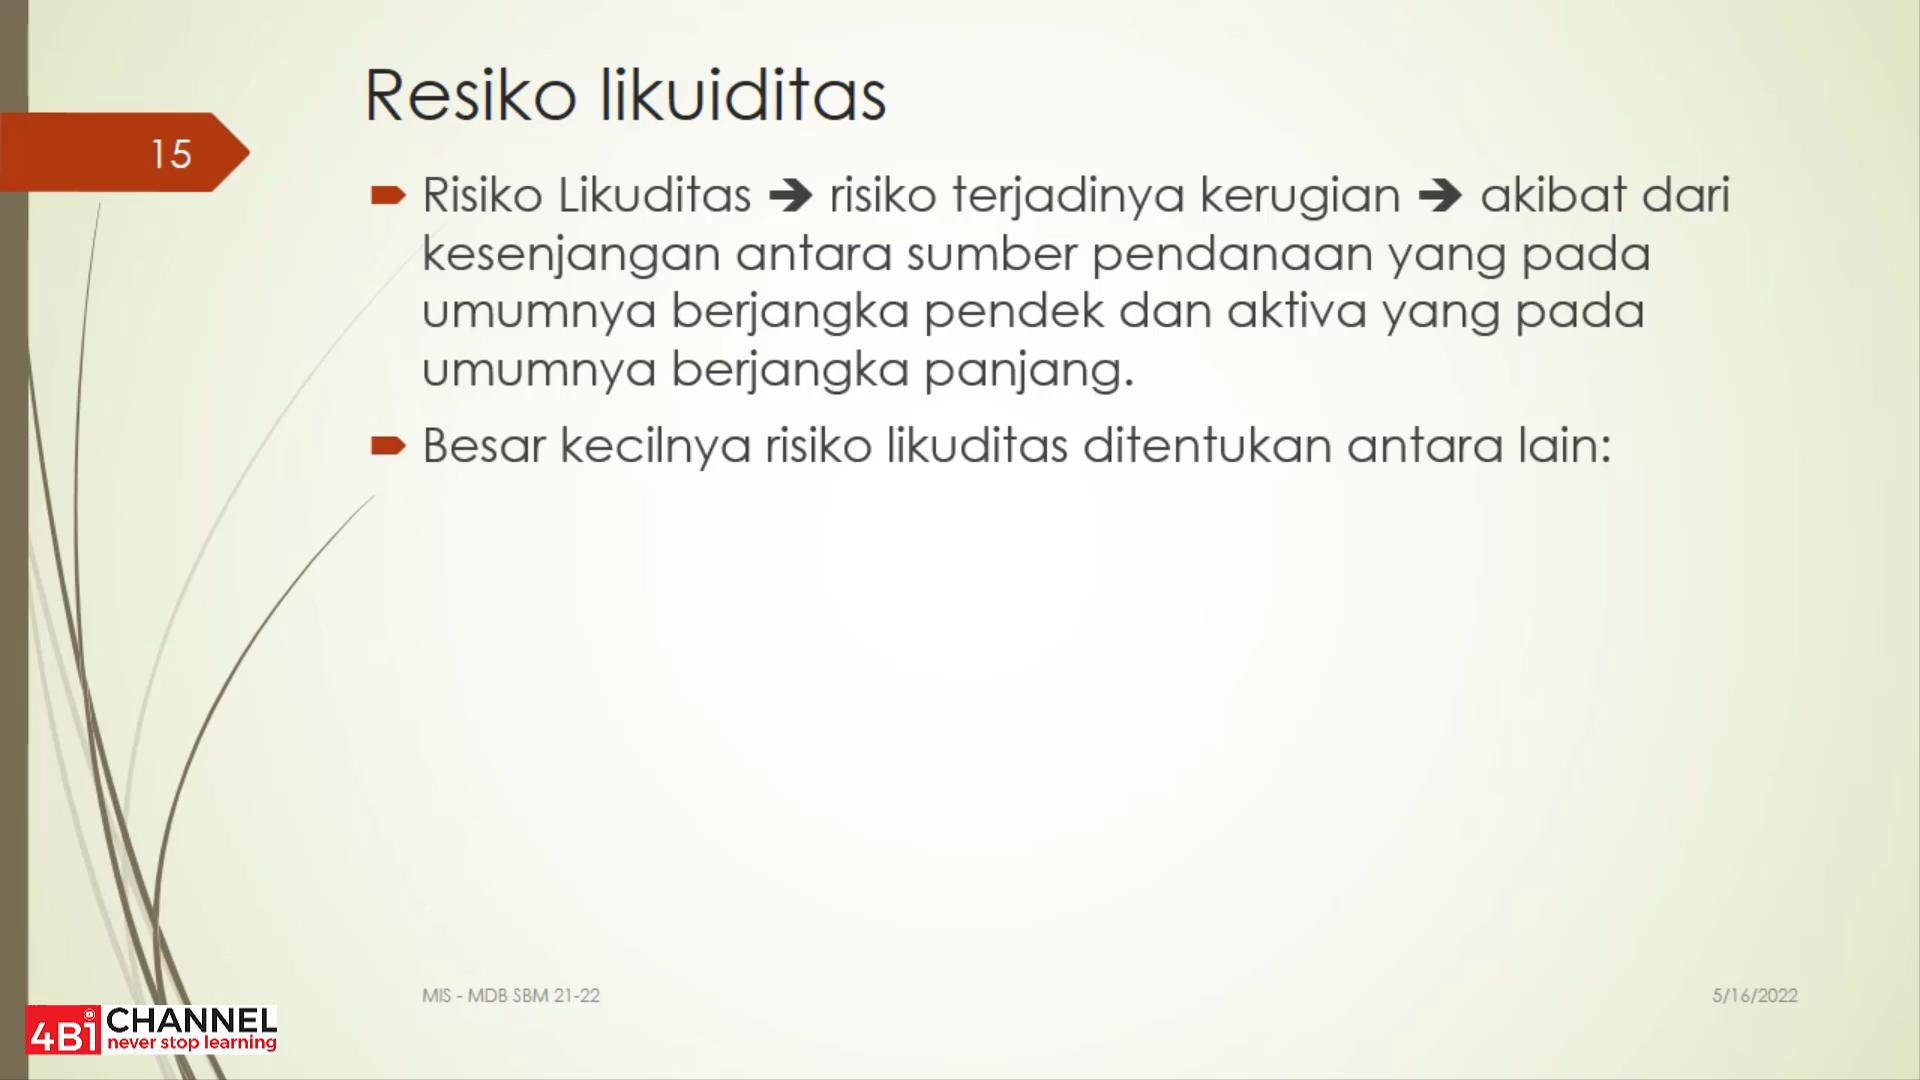 Resiko likuiditas
15
Risiko Likuditas ➔ risiko terjadinya kerugian ➔ akibat dari
kesenjangan antara sumber pendanaan yang pada
umumnya berjangka pendek dan aktiva yang pada
umumnya berjangka panjang.
Besar kecilnya risiko likuditas ditentukan antara lain:
MIS - MDB SBM 21-22
5/16/2022
4Bi CHANNEL
never stop learning